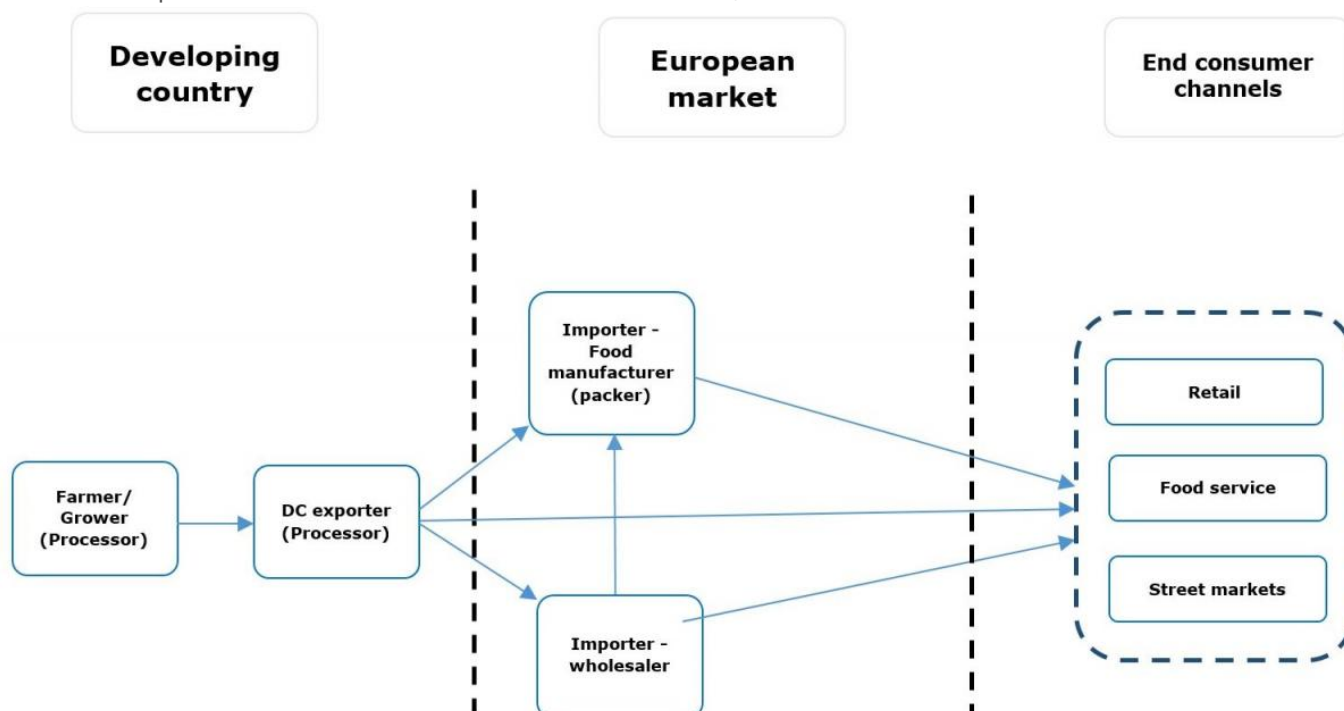 Developing
country
European
market
End consumer
channels
Importer -
Food
manufacturer
(packer)
Retail
Farmer/
Grower
(Processor)
DC exporter
(Processor)
Food service
Street markets
Importer -
wholesaler